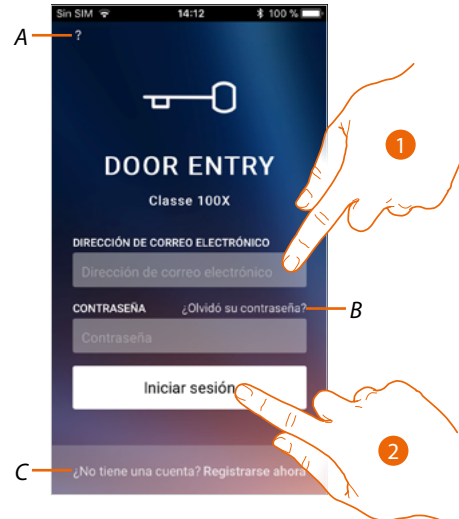 Sin SIM 14:12 100 %
A ?
DOOR ENTRY
Classe 100X
1
DIRECCIÓN DE CORREO ELECTRÓNICO
Dirección de correo electrónico
CONTRASEÑA ¿Olvidó su contraseña? B
Contraseña
Iniciar sesión
2
C ¿No tiene una cuenta? Registrarse ahora